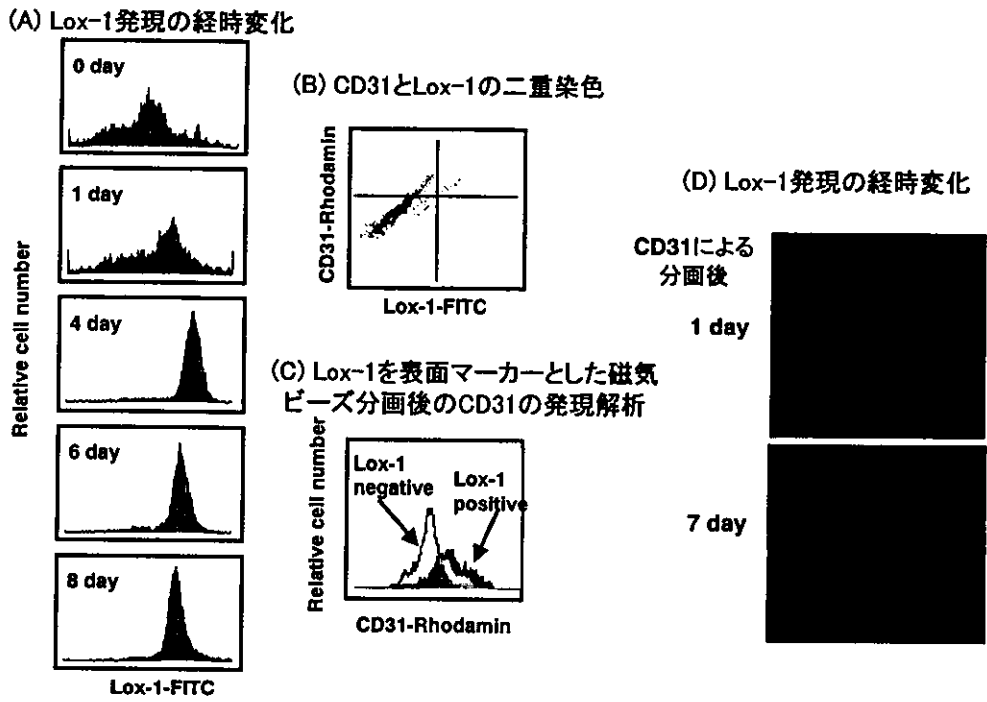 (A) Lox-1発現の経時変化
0 day
1 day
4 day
6 day
8 day
Relative cell number
Lox-1-FITC
(B) CD31とLox-1の二重染色
CD31-Rhodamin
Lox-1-FITC
(C) Lox-1を表面マーカーとした磁気
ビーズ分画後のCD31の発現解析
Relative cell number
Lox-1
negative
Lox-1
positive
CD31-Rhodamin
(D) Lox-1発現の経時変化
CD31による
分画後
1 day
7 day